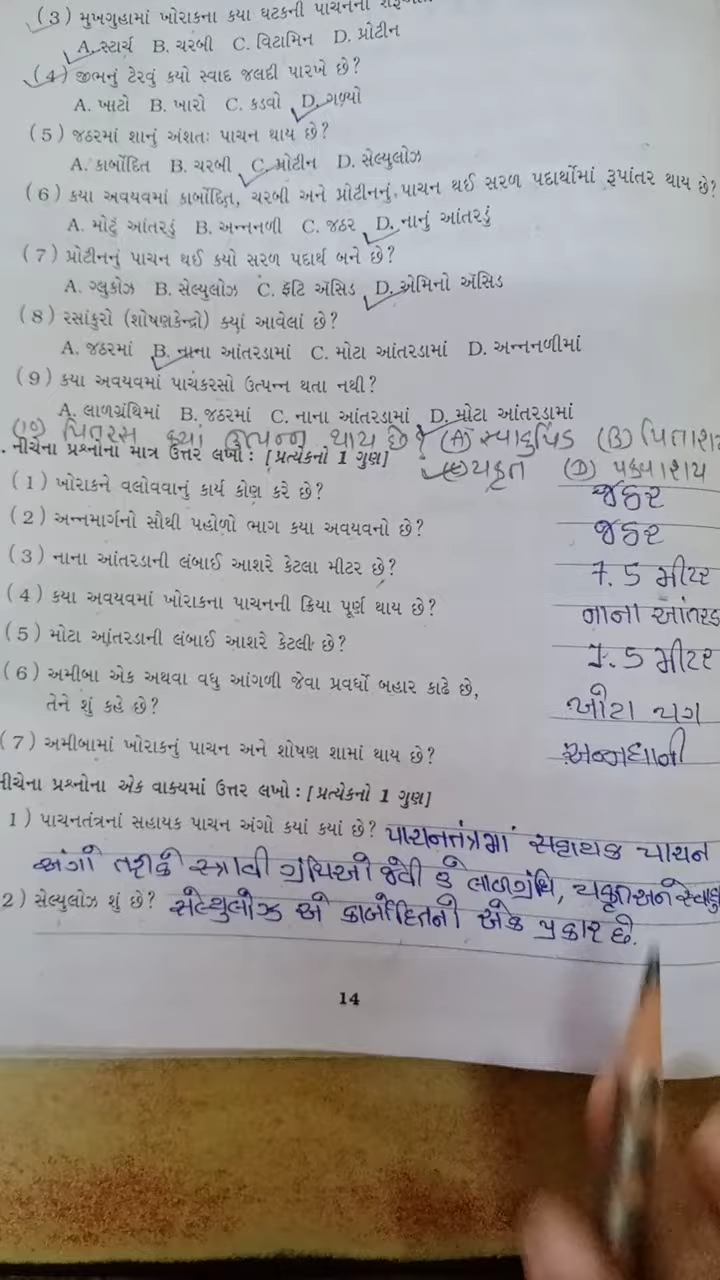 (3) મુખગુહામાં ખોરાકના કયા ઘટકની પાચનની
A. સ્ટાર્ચ B. ચરબી C. વિટામિન D. પ્રોટીન
(4) જીભનું ટેરવું કયો સ્વાદ જલદી પારખે છે?
A. ખાટો B. ખારો C. કડવો D. ગળ્યો
(5) જઠરમાં શાનું અંશતઃ પાચન થાય છે?
A. કાર્બોદિત B. ચરબી C. પ્રોટીન D. સેલ્યુલોઝ
(6) કયા અવયવમાં કાર્બોદિત, ચરબી અને પ્રોટીનનું પાચન થઈ સરળ પદાર્થોમાં રૂપાંતર થાય છે?
A. મોટું આંતરડું B. અન્નનળી C. જઠર D. નાનું આંતરડું
(7) પ્રોટીનનું પાચન થઈ કયો સરળ પદાર્થ બને છે?
A. ગ્લુકોઝ B. સેલ્યુલોઝ C. ફૅટિ ઍસિડ D. એમિનો ઍસિડ
(8) રસાંકુરો (શોષણકેન્દ્રો) ક્યાં આવેલાં છે?
A. જઠરમાં B. નાના આંતરડામાં C. મોટા આંતરડામાં D. અન્નનળીમાં
(9) કયા અવયવમાં પાચકરસો ઉત્પન્ન થતા નથી?
A. લાળગ્રંથિમાં B. જઠરમાં C. નાના આંતરડામાં D. મોટા આંતરડામાં
(10) પિત્તરસ ક્યાં ઉત્પન્ન થાય છે? (A) સ્વાદુપિંડ (B) પિત્તાશય
(C) યકૃત (D) પક્વાશય
. નીચેના પ્રશ્નોના માત્ર ઉત્તર લખો : [પ્રત્યેકનો 1 ગુણ]
(1) ખોરાકને વલોવવાનું કાર્ય કોણ કરે છે? જઠર
(2) અન્નમાર્ગનો સૌથી પહોળો ભાગ કયા અવયવનો છે? જઠર
(3) નાના આંતરડાની લંબાઈ આશરે કેટલા મીટર છે? 7.5 મીટર
(4) કયા અવયવમાં ખોરાકના પાચનની ક્રિયા પૂર્ણ થાય છે? નાના આંતરડ
(5) મોટા આંતરડાની લંબાઈ આશરે કેટલી છે? 1.5 મીટર
(6) અમીબા એક અથવા વધુ આંગળી જેવા પ્રવર્ધો બહાર કાઢે છે,
તેને શું કહે છે? ખોટા પગ
(7) અમીબામાં ખોરાકનું પાચન અને શોષણ શામાં થાય છે? અન્નધાની
નીચેના પ્રશ્નોના એક વાક્યમાં ઉત્તર લખો : [પ્રત્યેકનો 1 ગુણ]
1) પાચનતંત્રનાં સહાયક પાચન અંગો કયાં કયાં છે? પાચનતંત્રમાં સહાયક પાચન
અંગો તરીકે સ્ત્રાવી ગ્રંથિઓ જેવી કે લાળગ્રંથિ, યકૃત અને સ્વાદુ
2) સેલ્યુલોઝ શું છે? સેલ્યુલોઝ એ કાર્બોદિતનો એક પ્રકાર છે.
14